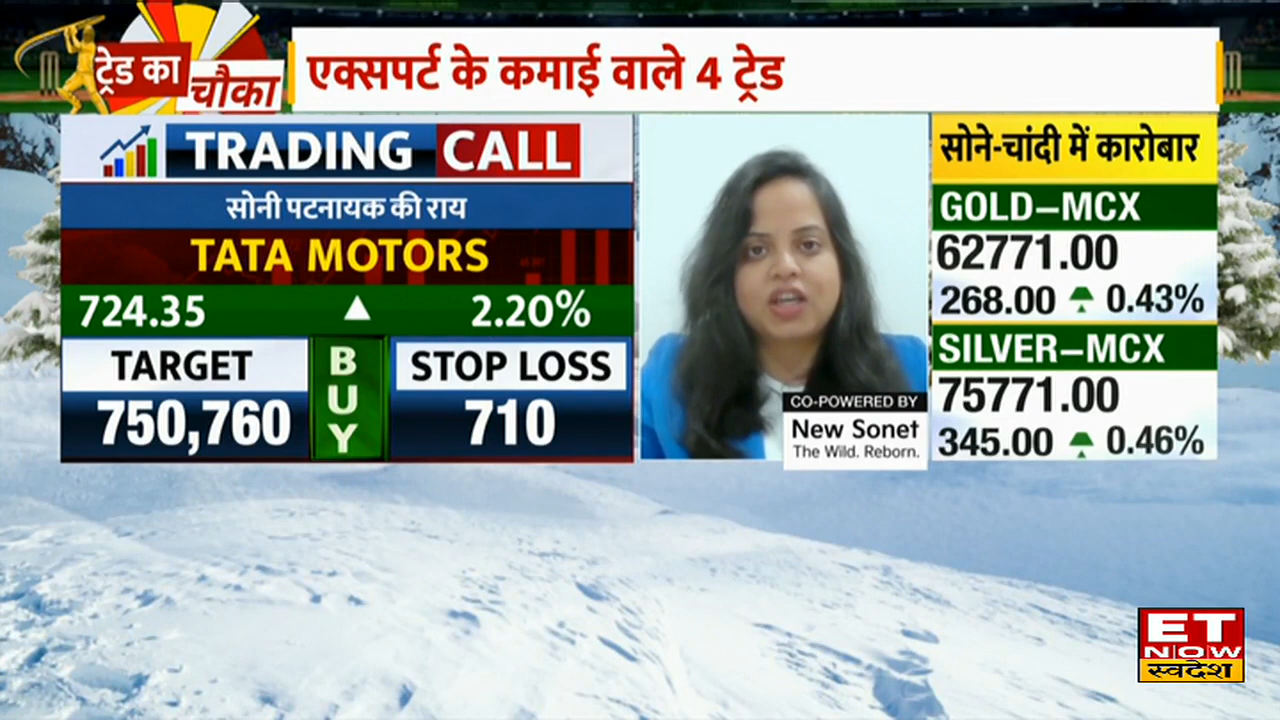 ट्रेड का
चौका
एक्सपर्ट के कमाई वाले 4 ट्रेड
TRADING CALL
सोनी पटनायक की राय
TATA MOTORS
724.35 ▲ 2.20%
TARGET
750,760
BUY
STOP LOSS
710
CO-POWERED BY
New Sonet
The Wild. Reborn.
सोने-चांदी में कारोबार
GOLD–MCX
62771.00
268.00 0.43%
SILVER–MCX
75771.00
345.00 0.46%
ET
NOW
स्वदेश